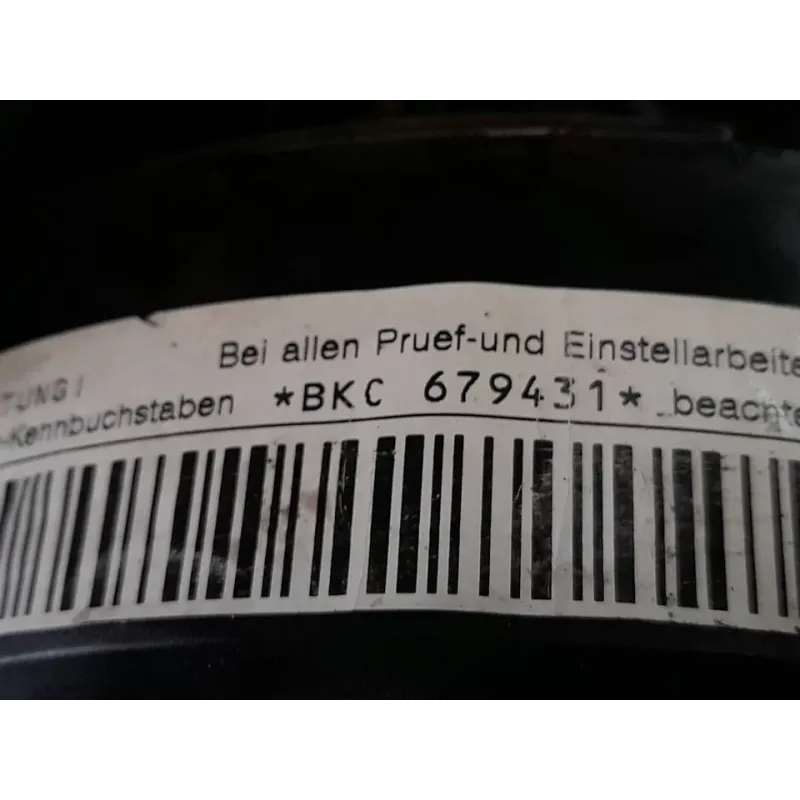 TUNG! Bei allen Pruef-und Einstellarbeite
-Kennbuchstaben *BKC 679431* beachte